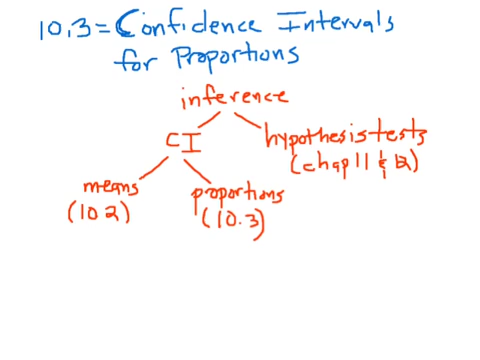 10.3 = Confidence Intervals
for Proportions
inference
CI
hypothesis tests
(chap 11 & 12)
means
(10.2)
proportions
(10.3)